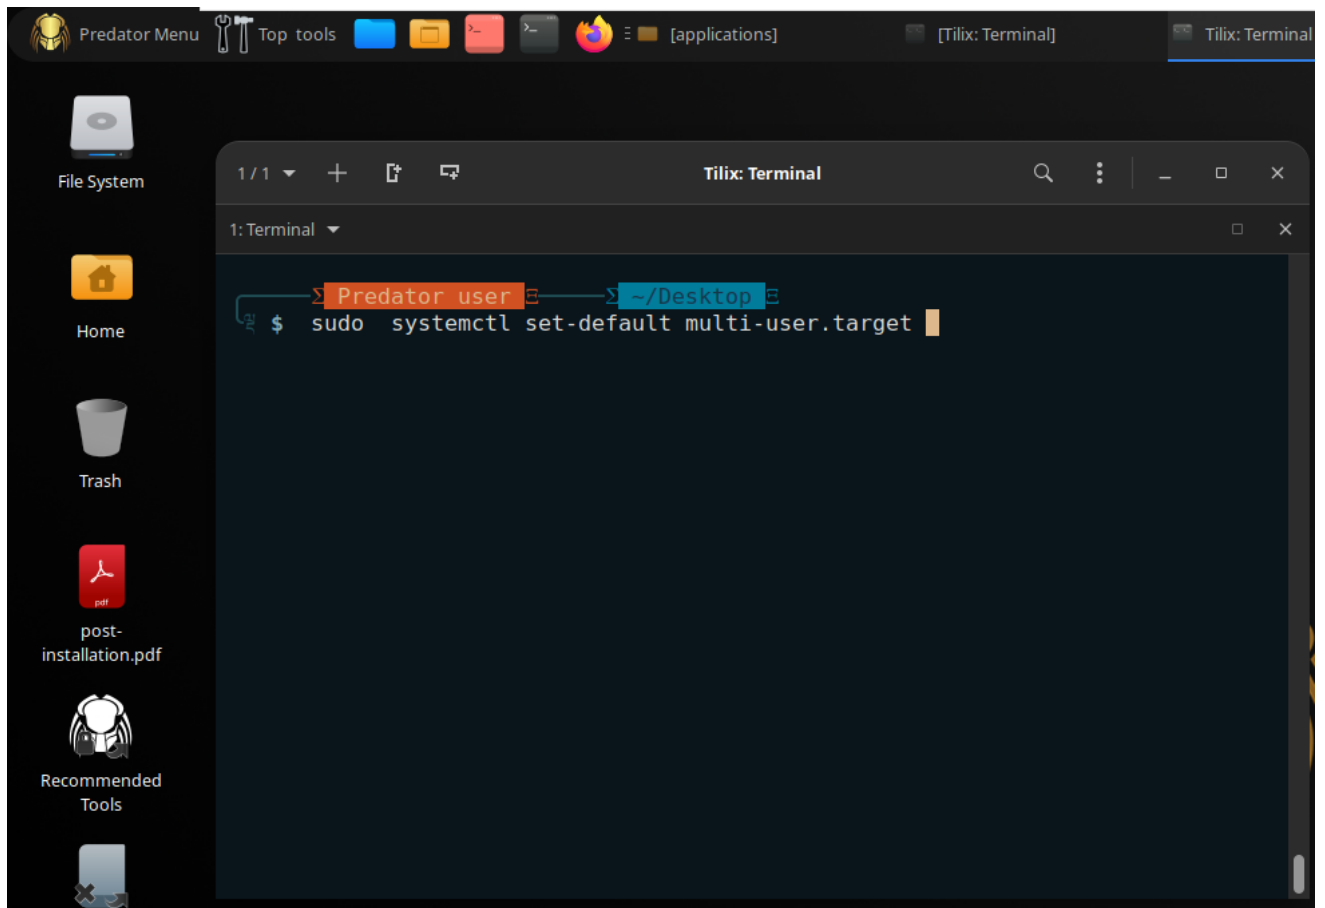 Predator Menu Top tools [applications] [Tilix: Terminal] Tilix: Terminal
File System
1 / 1 Tilix: Terminal
1: Terminal
Predator user ~/Desktop
$ sudo  systemctl set-default multi-user.target
Home
Trash
pdf
post-
installation.pdf
Recommended
Tools